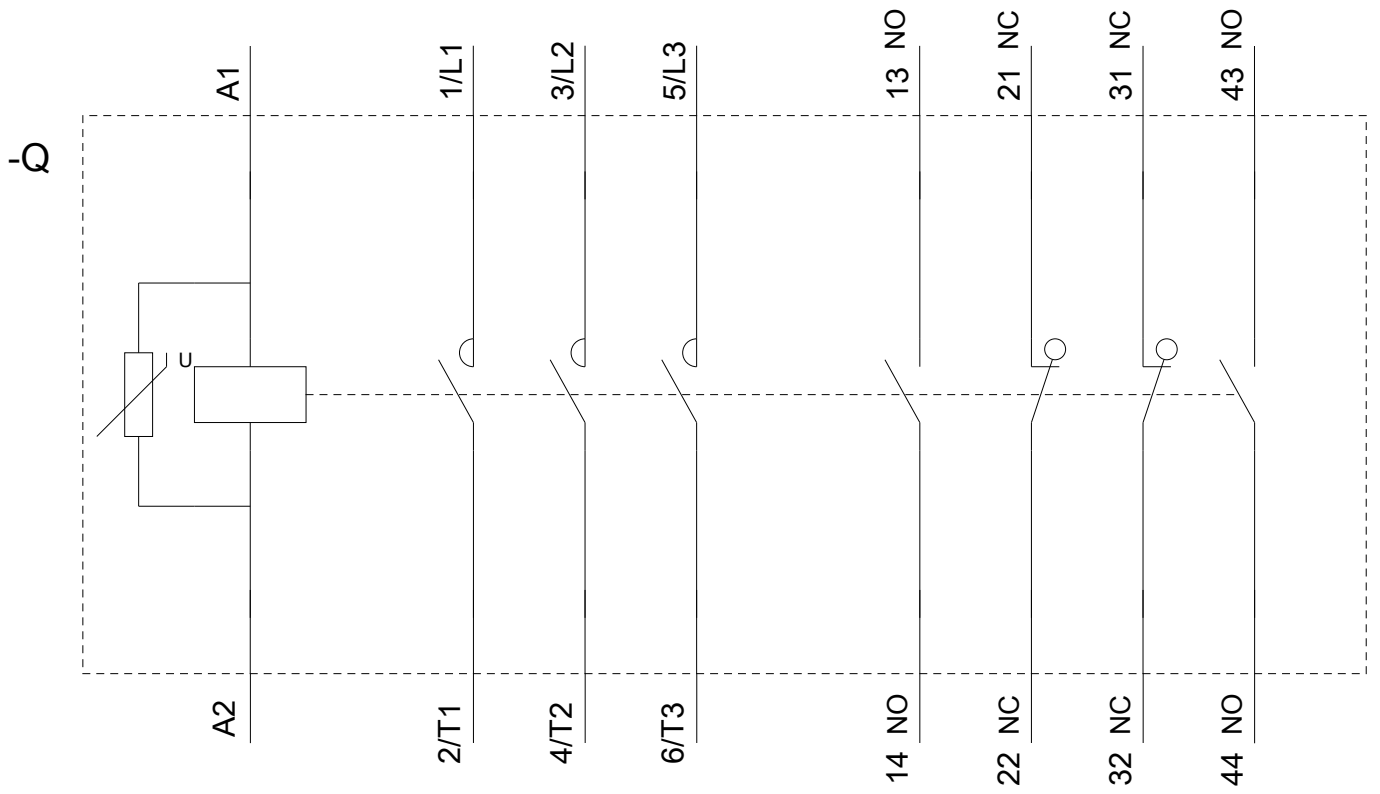 A1
1/L1
3/L2
5/L3
13 NO
21 NC
31 NC
43 NO
-Q
U
A2
2/T1
4/T2
6/T3
14 NO
22 NC
32 NC
44 NO